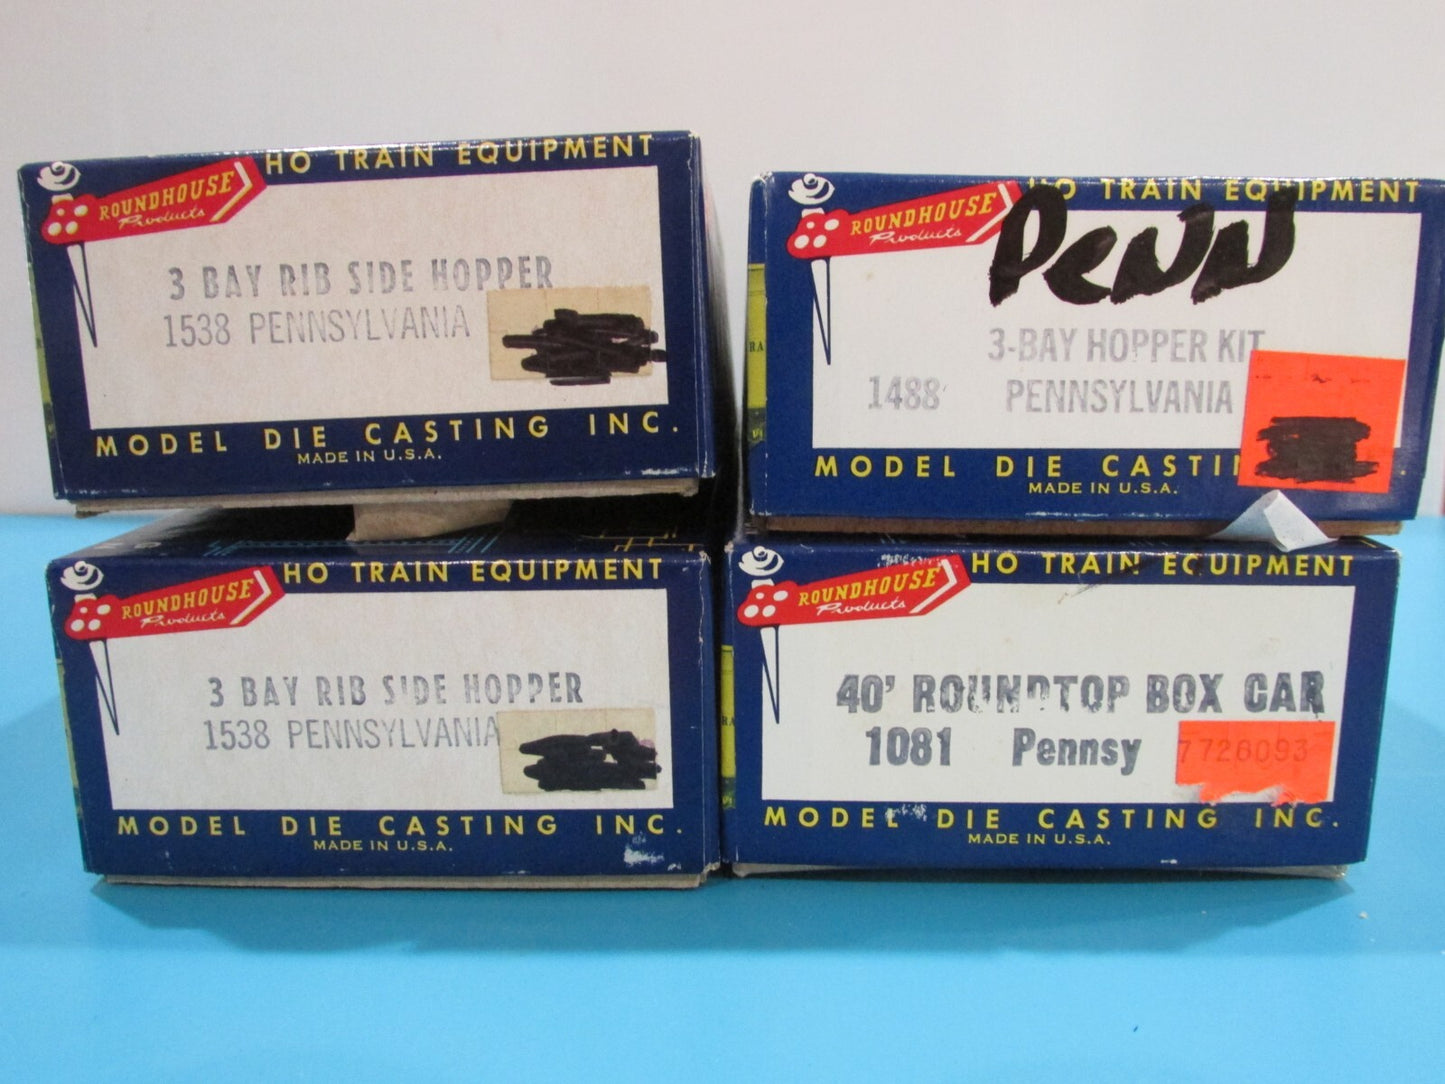 HO TRAIN EQUIPMENT
ROUNDHOUSE
Products
3 BAY RIB SIDE HOPPER
1538 PENNSYLVANIA
MODEL DIE CASTING INC.
MADE IN U.S.A.
HO TRAIN EQUIPMENT
ROUNDHOUSE
Products
Penn
3-BAY HOPPER KIT
1488 PENNSYLVANIA
MODEL DIE CASTIN
MADE IN U.S.A.
RA
HO TRAIN EQUIPMENT
ROUNDHOUSE
Products
3 BAY RIB SIDE HOPPER
1538 PENNSYLVANIA
MODEL DIE CASTING INC.
MADE IN U.S.A.
HO TRAIN EQUIPMENT
ROUNDHOUSE
Products
40' ROUNDTOP BOX CAR
1081 Pennsy
7726093
MODEL DIE CASTING INC.
MADE IN U.S.A.
RA